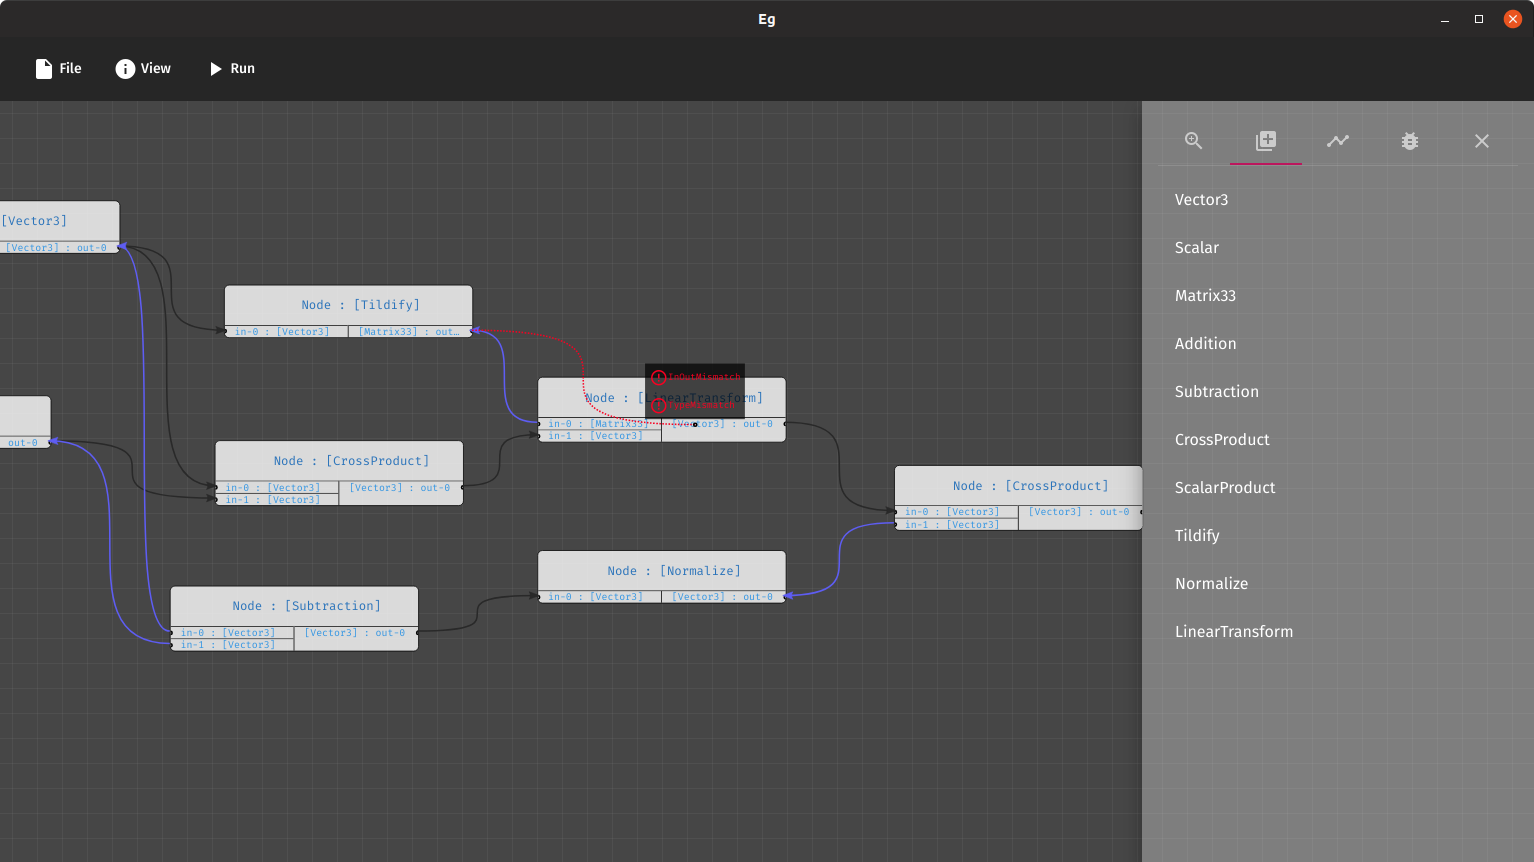 Eg
File View Run
[Vector3]
[Vector3] : out-0
Node : [Tildify]
in-0 : [Vector3] [Matrix33] : out…
InOutMismatch
TypeMismatch
Node : [LinearTransform]
in-0 : [Matrix33] [Vector3] : out-0
in-1 : [Vector3]
out-0
Node : [CrossProduct]
in-0 : [Vector3] [Vector3] : out-0
in-1 : [Vector3]
Node : [CrossProduct]
in-0 : [Vector3] [Vector3] : out-0
in-1 : [Vector3]
Node : [Normalize]
in-0 : [Vector3] [Vector3] : out-0
Node : [Subtraction]
in-0 : [Vector3] [Vector3] : out-0
in-1 : [Vector3]
Vector3
Scalar
Matrix33
Addition
Subtraction
CrossProduct
ScalarProduct
Tildify
Normalize
LinearTransform